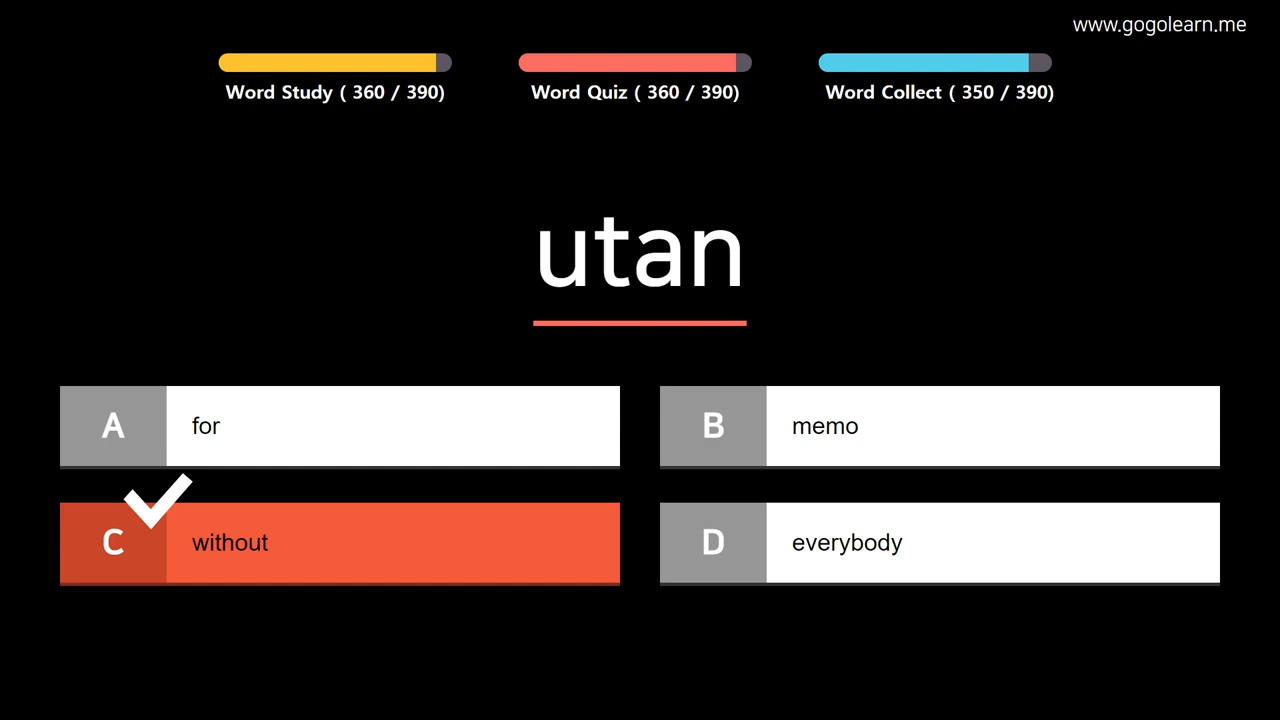 www.gogolearn.me
Word Study ( 360 / 390)
Word Quiz ( 360 / 390)
Word Collect ( 350 / 390)
utan
A for
B memo
C without
D everybody